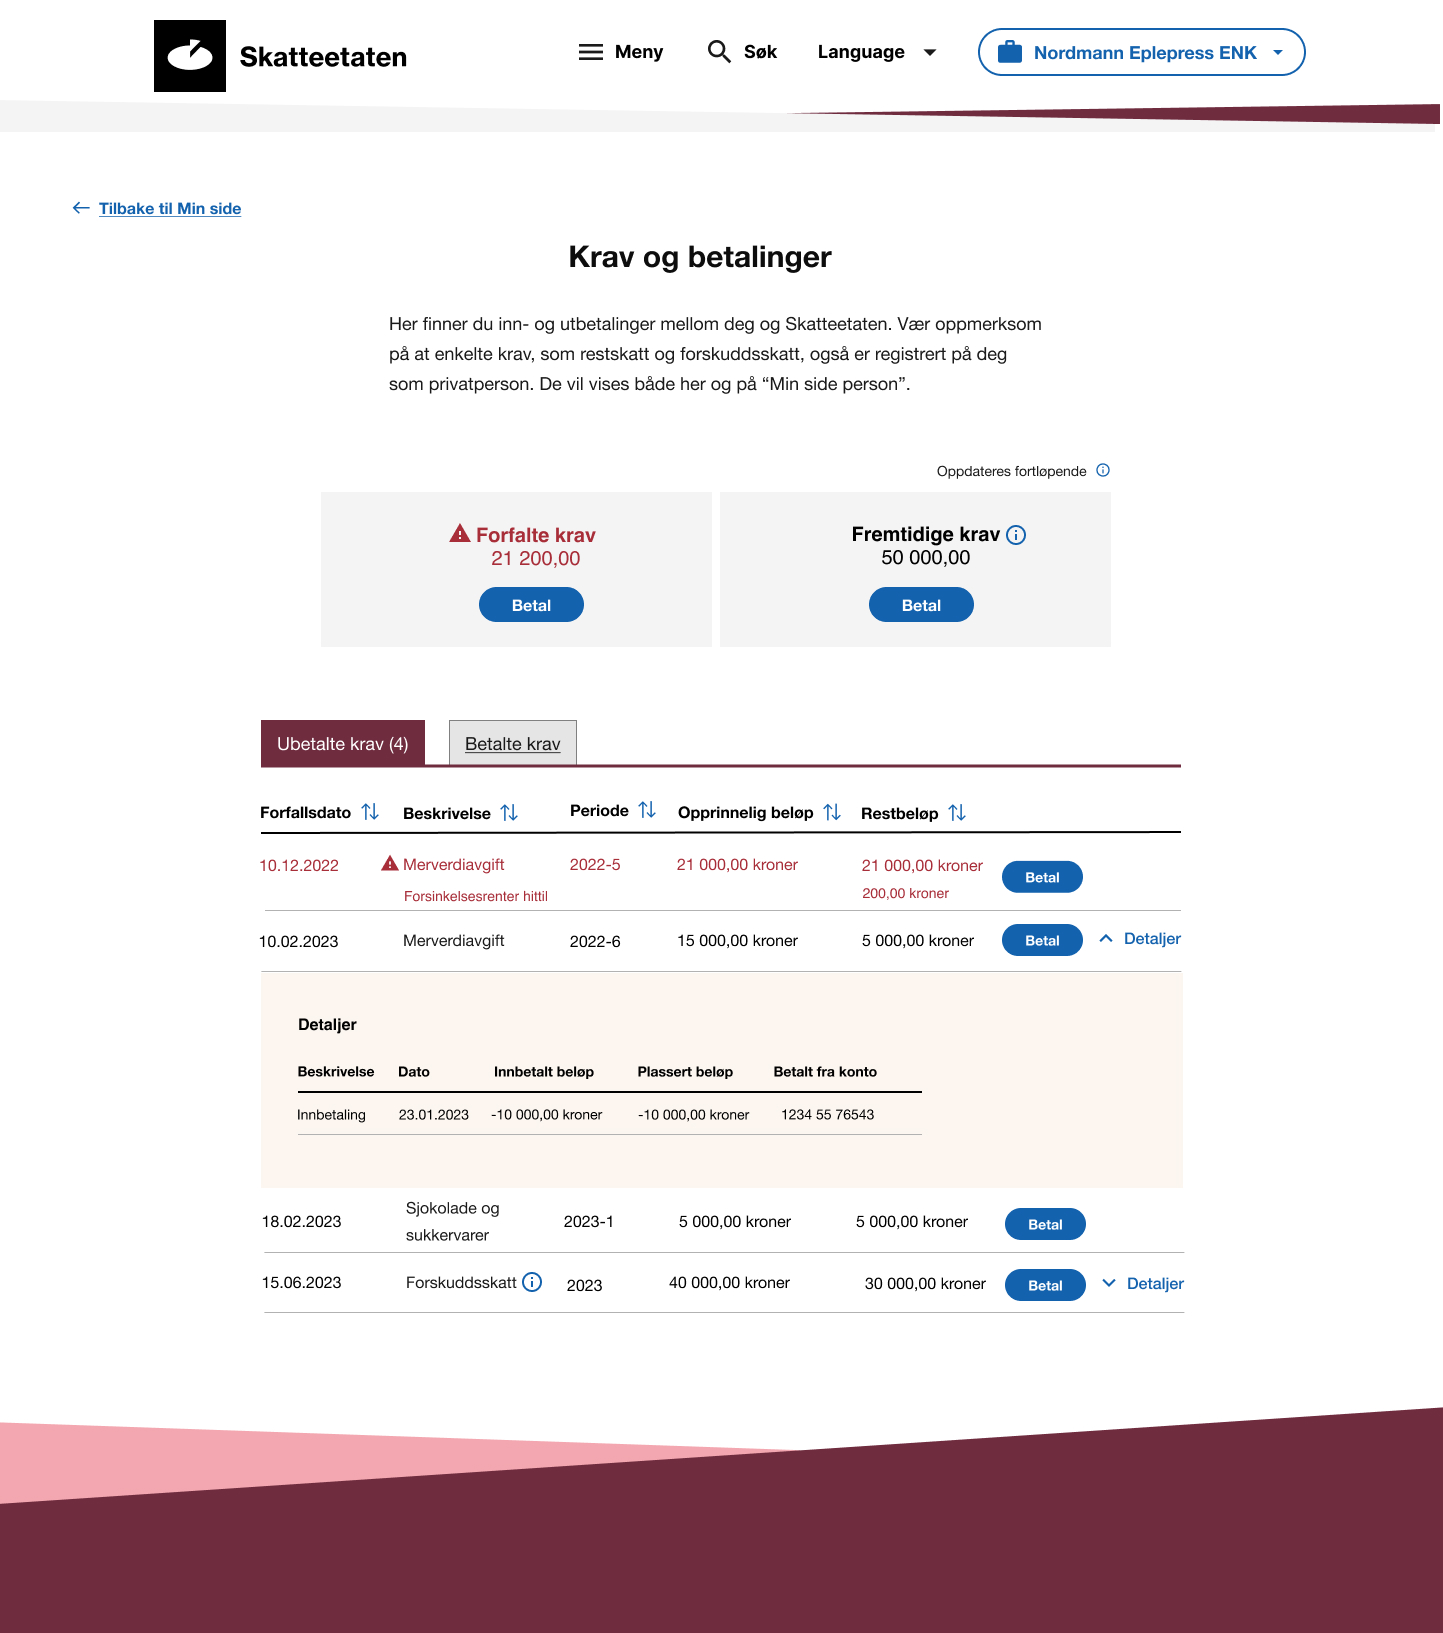 Skatteetaten
Meny
Søk
Language
Nordmann Eplepress ENK
Tilbake til Min side
Krav og betalinger
Her finner du inn- og utbetalinger mellom deg og Skatteetaten. Vær oppmerksom
på at enkelte krav, som restskatt og forskuddsskatt, også er registrert på deg
som privatperson. De vil vises både her og på “Min side person”.
Oppdateres fortløpende
Forfalte krav
21 200,00
Betal
Fremtidige krav
50 000,00
Betal
Ubetalte krav (4)
Betalte krav
Forfallsdato Beskrivelse Periode Opprinnelig beløp Restbeløp
10.12.2022 Merverdiavgift 2022-5 21 000,00 kroner 21 000,00 kroner Betal
Forsinkelsesrenter hittil 200,00 kroner
10.02.2023 Merverdiavgift 2022-6 15 000,00 kroner 5 000,00 kroner Betal Detaljer
Detaljer
Beskrivelse Dato Innbetalt beløp Plassert beløp Betalt fra konto
Innbetaling 23.01.2023 -10 000,00 kroner -10 000,00 kroner 1234 55 76543
18.02.2023 Sjokolade og
sukkervarer 2023-1 5 000,00 kroner 5 000,00 kroner Betal
15.06.2023 Forskuddsskatt 2023 40 000,00 kroner 30 000,00 kroner Betal Detaljer